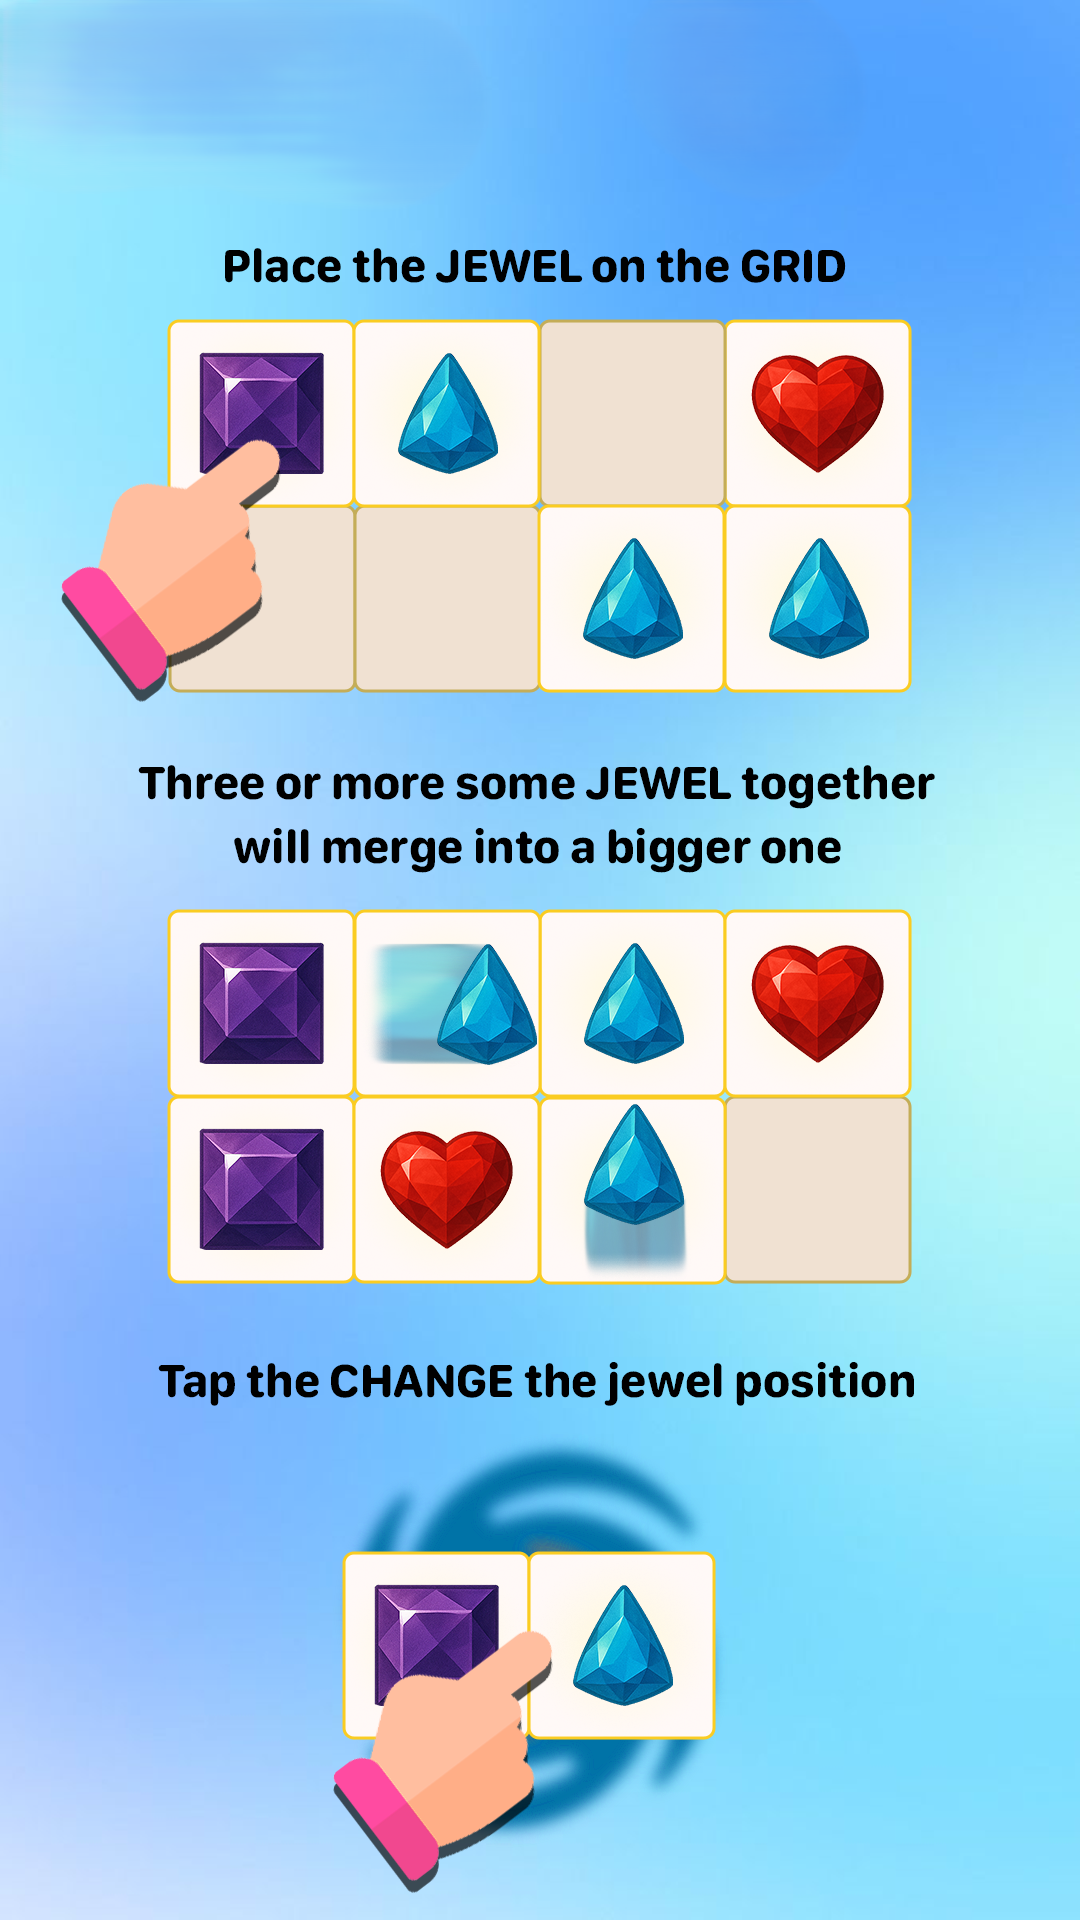 Place the JEWEL on the GRID
Three or more some JEWEL together
will merge into a bigger one
Tap the CHANGE the jewel position